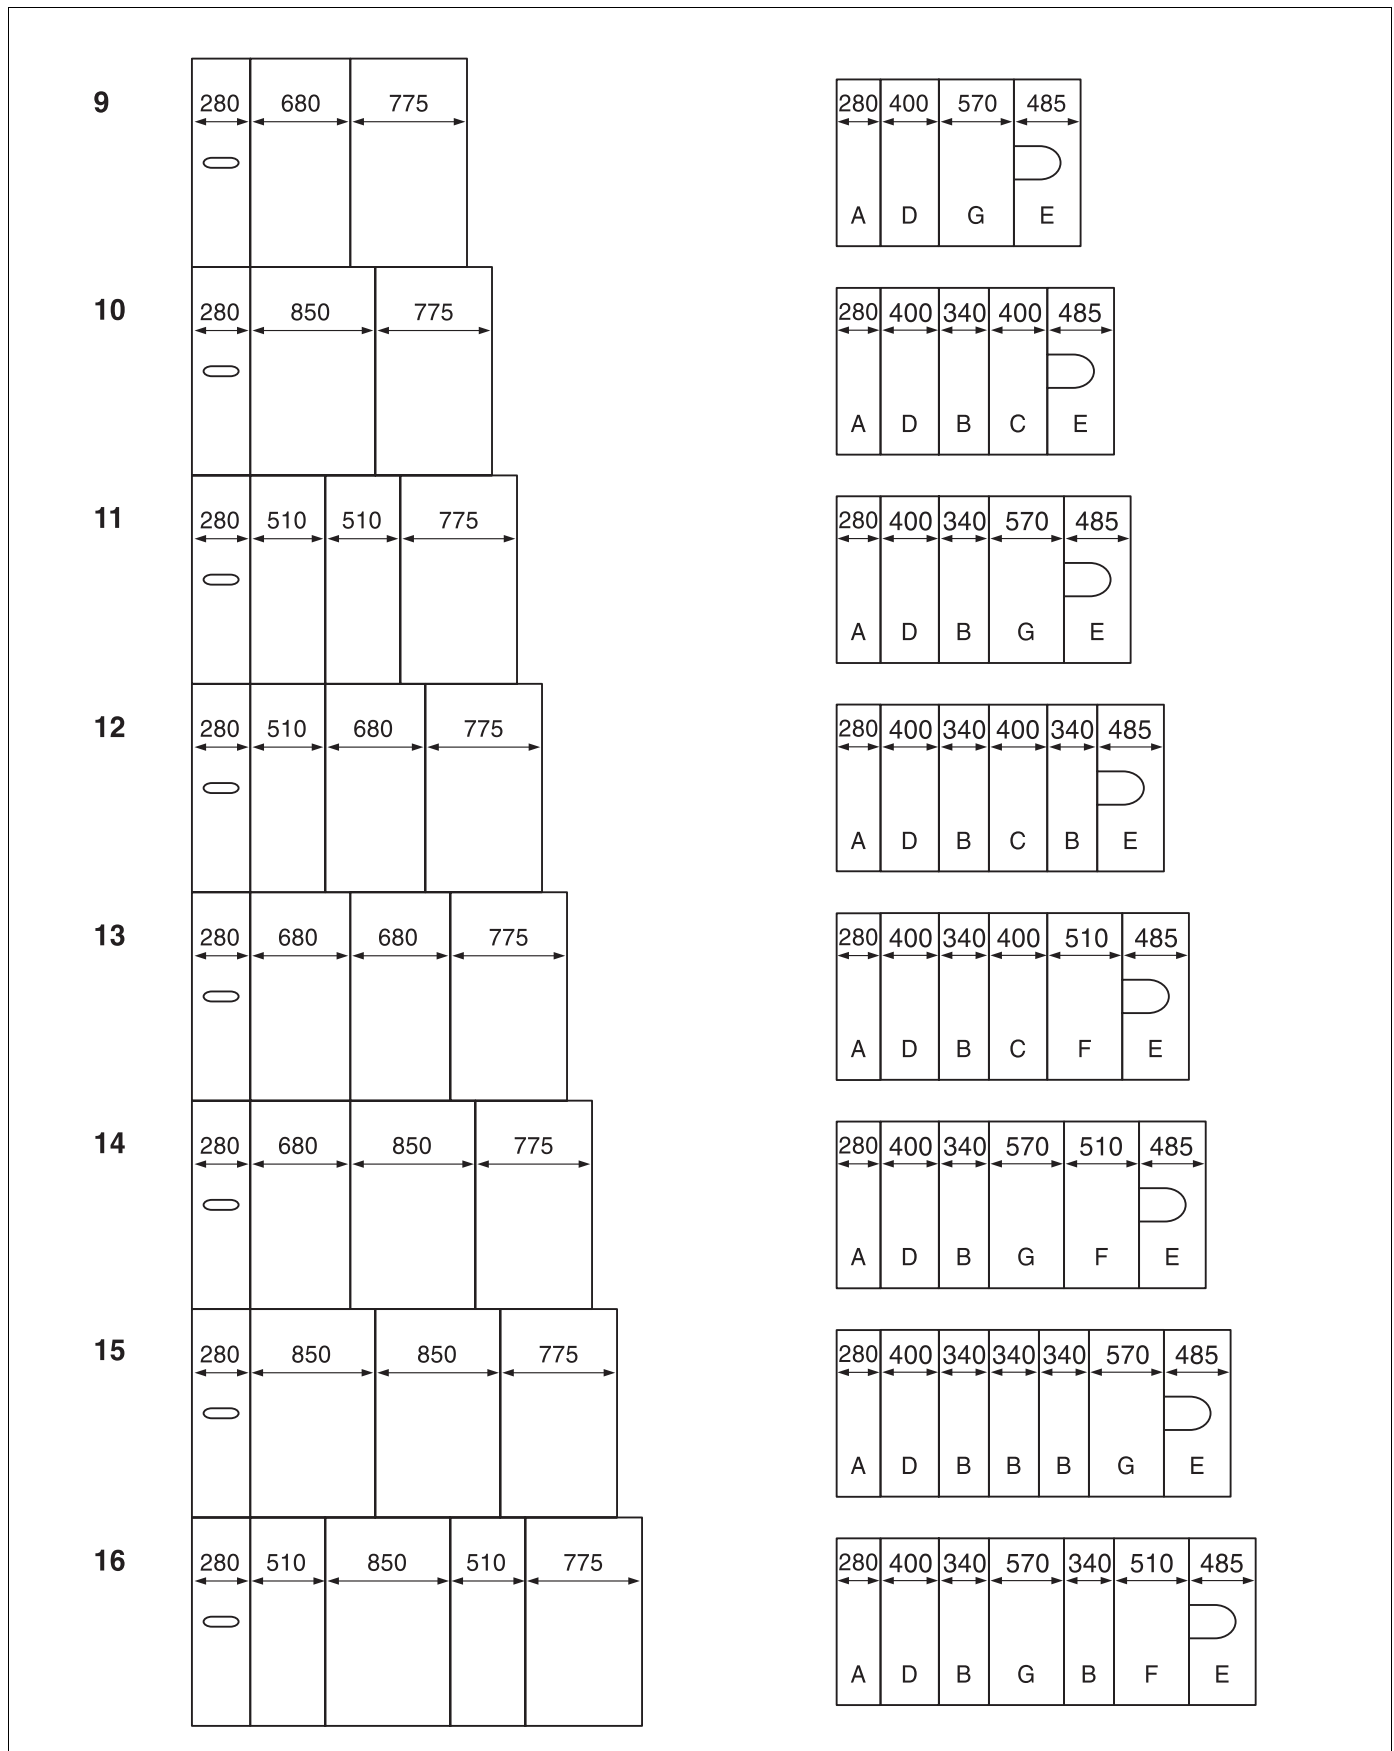 9
280 680 775
280 400 570 485
A D G E
10
280 850 775
280 400 340 400 485
A D B C E
11
280 510 510 775
280 400 340 570 485
A D B G E
12
280 510 680 775
280 400 340 400 340 485
A D B C B E
13
280 680 680 775
280 400 340 400 510 485
A D B C F E
14
280 680 850 775
280 400 340 570 510 485
A D B G F E
15
280 850 850 775
280 400 340 340 340 570 485
A D B B B G E
16
280 510 850 510 775
280 400 340 570 340 510 485
A D B G B F E